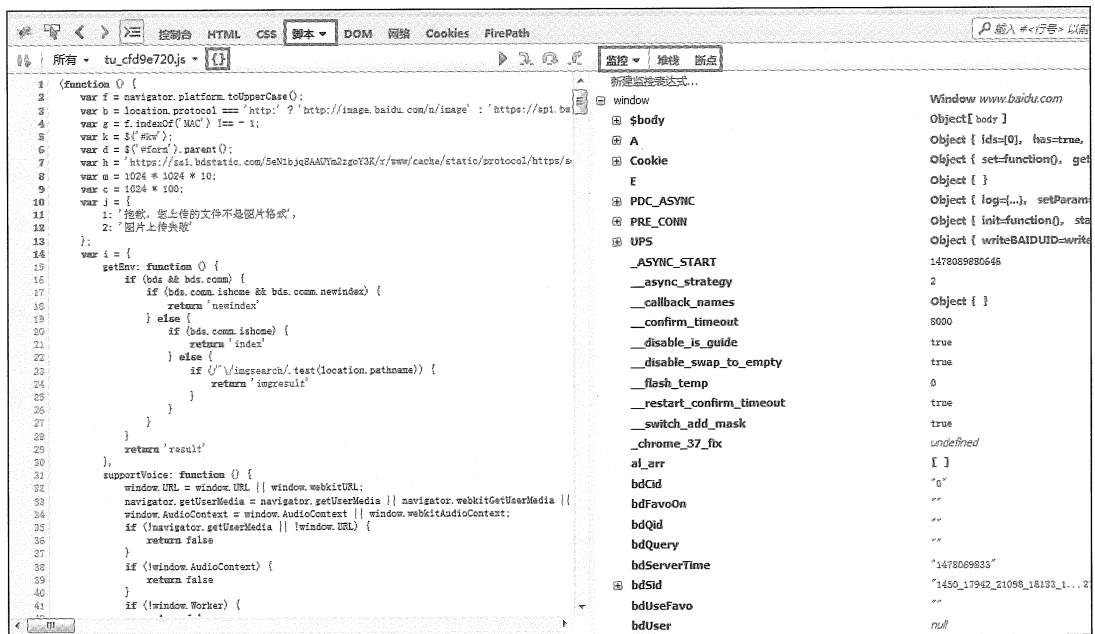 控制台 HTML CSS 脚本 DOM 网络 Cookies FirePath 输入 #<行号> 以前
所有 tu_cfd9e720.js {} 监控 堆栈 断点
1 (function () {
2 var f = navigator.platform.toUpperCase();
3 var b = location.protocol === 'http:' ? 'http://image.baidu.com/n/image' : 'https://sp1.ba
4 var g = f.indexOf('MAC') !== - 1;
5 var k = $('#kw');
6 var d = $('#form').parent();
7 var h = 'https://ss1.bdstatic.com/5eN1bjq8AAUYm2zgoY3K/r/www/cache/static/protocol/https/s
8 var m = 1024 * 1024 * 10;
9 var c = 1024 * 100;
10 var j = {
11 1: '抱歉，您上传的文件不是图片格式',
12 2: '图片上传失败'
13 };
14 var i = {
15 getEnv: function () {
16 if (bds && bds.comm) {
17 if (bds.comm.ishome && bds.comm.newindex) {
18 return 'newindex'
19 } else {
20 if (bds.comm.ishome) {
21 return 'index'
22 } else {
23 if (/^\/imgsearch/.test(location.pathname)) {
24 return 'imgresult'
25 }
26 }
27 }
28 }
29 return 'result'
30 },
31 supportVoice: function () {
32 window.URL = window.URL || window.webkitURL;
33 navigator.getUserMedia = navigator.getUserMedia || navigator.webkitGetUserMedia ||
34 window.AudioContext = window.AudioContext || window.webkitAudioContext;
35 if (!navigator.getUserMedia || !window.URL) {
36 return false
37 }
38 if (!window.AudioContext) {
39 return false
40 }
41 if (!window.Worker) {
新建监控表达式...
window Window www.baidu.com
$body Object[ body ]
A Object { ids=[0], has=true,
Cookie Object { set=function(), get
E Object { }
PDC_ASYNC Object { log={...}, setParam=
PRE_CONN Object { init=function(), sta
UPS Object { writeBAIDUID=write
_ASYNC_START 1478089880646
__async_strategy 2
__callback_names Object { }
__confirm_timeout 8000
__disable_is_guide true
__disable_swap_to_empty true
__flash_temp 0
__restart_confirm_timeout true
__switch_add_mask true
_chrome_37_fix undefined
al_arr [ ]
bdCid "0"
bdFavoOn ""
bdQid ""
bdQuery ""
bdServerTime "1478089833"
bdSid "1450_17942_21098_18133_1...2
bdUseFavo ""
bdUser null